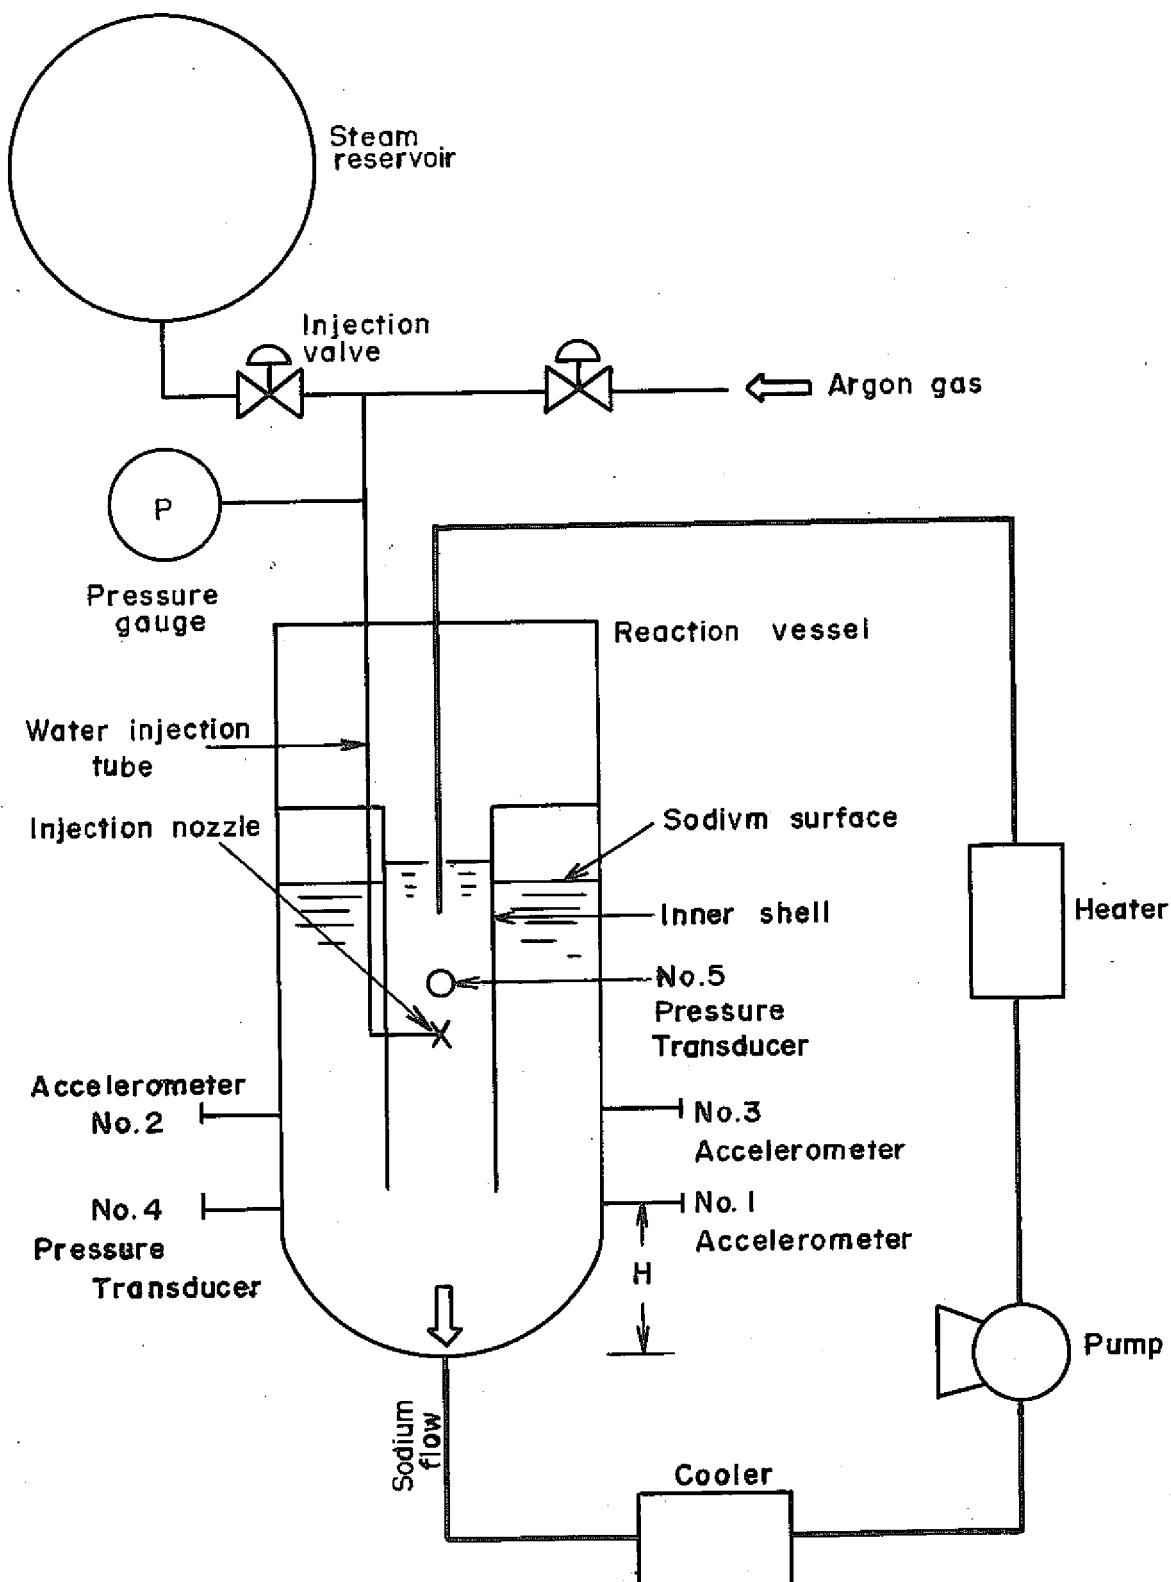 Steam
reservoir
Injection
valve
Argon gas
P
Pressure
gauge
Reaction vessel
Water injection
tube
Injection nozzle
Sodivm surface
Inner shell
Heater
No.5
Pressure
Transducer
Accelerometer
No.2
No.3
Accelerometer
No.4
Pressure
Transducer
No.1
Accelerometer
H
Pump
Sodium
flow
Cooler